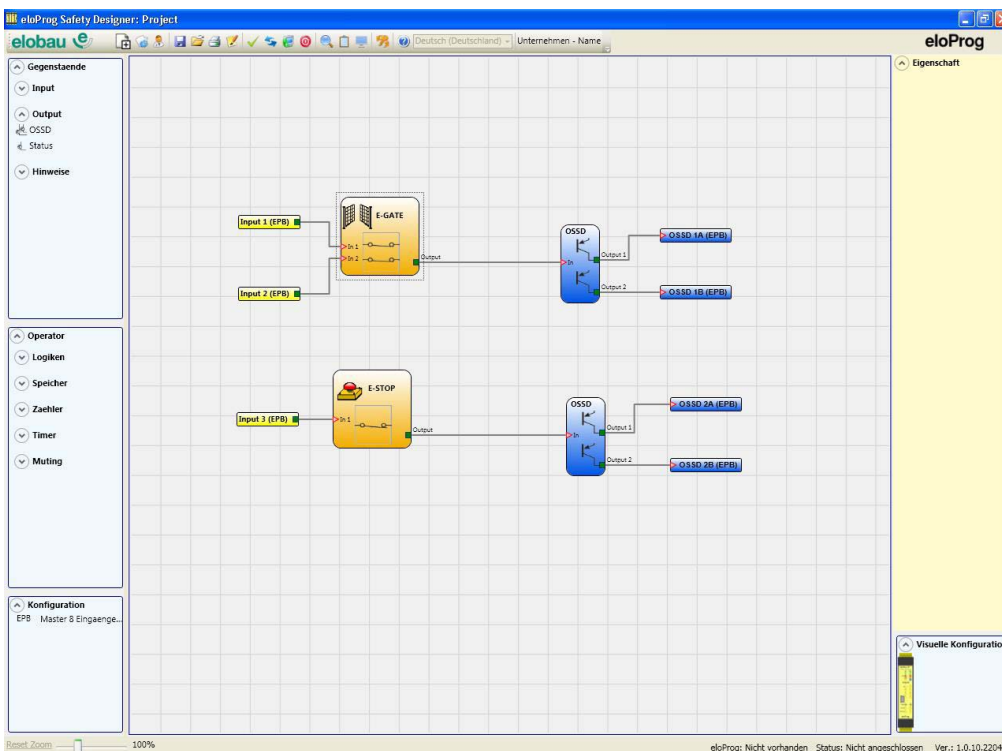 eloProg Safety Designer: Project
elobau
Deutsch (Deutschland)
Unternehmen - Name
eloProg
Gegenstaende
Input
Output
OSSD
Status
Hinweise
Operator
Logiken
Speicher
Zaehler
Timer
Muting
Konfiguration
EPB Master 8 Eingaenge...
Input 1 (EPB)
Input 2 (EPB)
E-GATE
In 1
In 2
Output
OSSD
In
Output 1
Output 2
OSSD 1A (EPB)
OSSD 1B (EPB)
Input 3 (EPB)
E-STOP
In 1
Output
OSSD
In
Output 1
Output 2
OSSD 2A (EPB)
OSSD 2B (EPB)
Eigenschaft
Visuelle Konfiguratio
Reset Zoom
100%
eloProg: Nicht vorhanden Status: Nicht angeschlossen Ver.: 1.0.10.2204